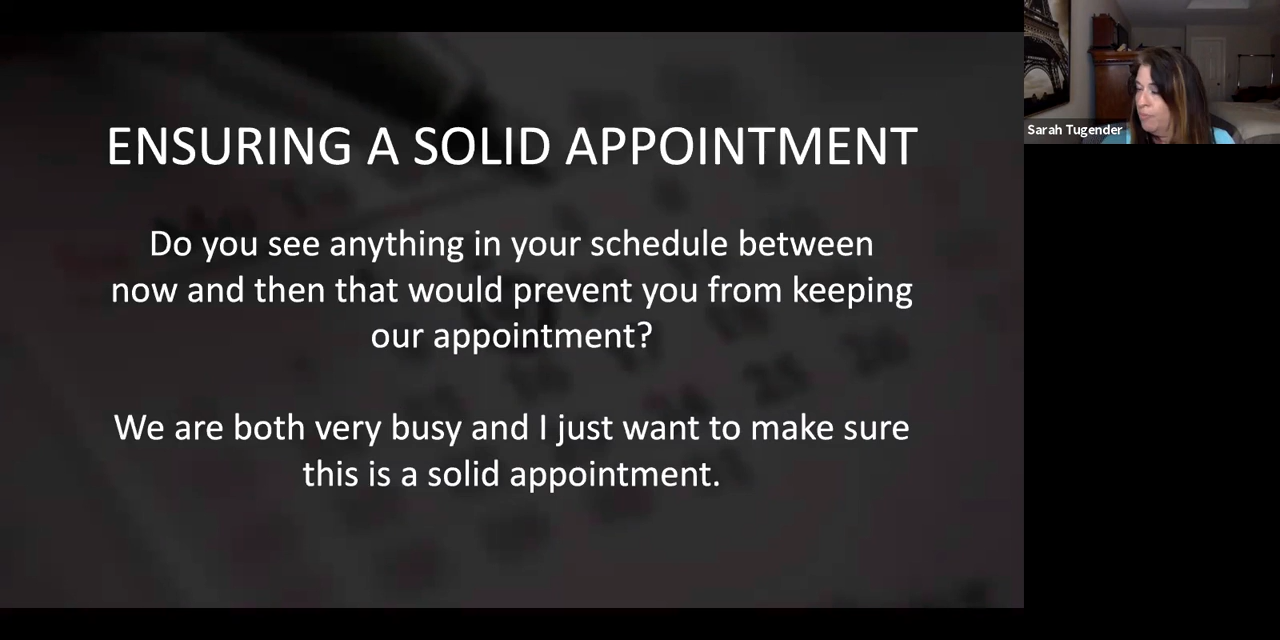 ENSURING A SOLID APPOINTMENT
Do you see anything in your schedule between
now and then that would prevent you from keeping
our appointment?
We are both very busy and I just want to make sure
this is a solid appointment.
Sarah Tugender